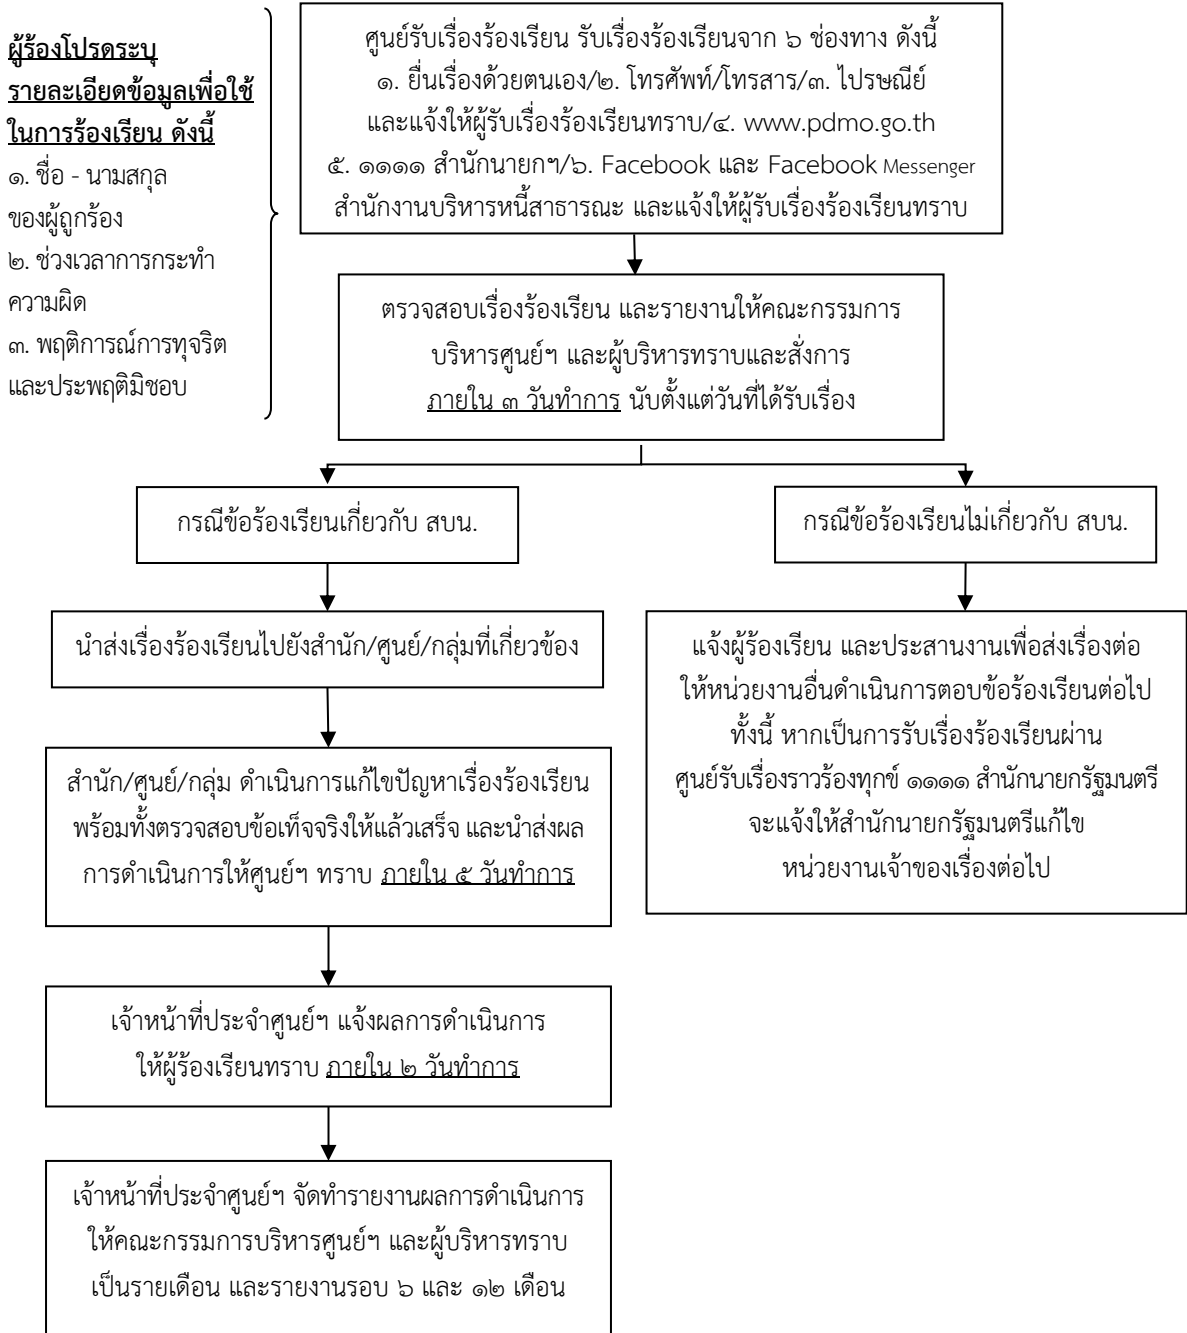 ผู้ร้องโปรดระบุ
รายละเอียดข้อมูลเพื่อใช้
ในการร้องเรียน ดังนี้
๑. ชื่อ - นามสกุล
ของผู้ถูกร้อง
๒. ช่วงเวลาการกระทำ
ความผิด
๓. พฤติการณ์การทุจริต
และประพฤติมิชอบ
ศูนย์รับเรื่องร้องเรียน รับเรื่องร้องเรียนจาก ๖ ช่องทาง ดังนี้
๑. ยื่นเรื่องด้วยตนเอง/๒. โทรศัพท์/โทรสาร/๓. ไปรษณีย์
และแจ้งให้ผู้รับเรื่องร้องเรียนทราบ/๔. www.pdmo.go.th
๕. ๑๑๑๑ สำนักนายกฯ/๖. Facebook และ Facebook Messenger
สำนักงานบริหารหนี้สาธารณะ และแจ้งให้ผู้รับเรื่องร้องเรียนทราบ
ตรวจสอบเรื่องร้องเรียน และรายงานให้คณะกรรมการ
บริหารศูนย์ฯ และผู้บริหารทราบและสั่งการ
ภายใน ๓ วันทำการ นับตั้งแต่วันที่ได้รับเรื่อง
กรณีข้อร้องเรียนเกี่ยวกับ สบน.
นำส่งเรื่องร้องเรียนไปยังสำนัก/ศูนย์/กลุ่มที่เกี่ยวข้อง
สำนัก/ศูนย์/กลุ่ม ดำเนินการแก้ไขปัญหาเรื่องร้องเรียน
พร้อมทั้งตรวจสอบข้อเท็จจริงให้แล้วเสร็จ และนำส่งผล
การดำเนินการให้ศูนย์ฯ ทราบ ภายใน ๕ วันทำการ
เจ้าหน้าที่ประจำศูนย์ฯ แจ้งผลการดำเนินการ
ให้ผู้ร้องเรียนทราบ ภายใน ๒ วันทำการ
เจ้าหน้าที่ประจำศูนย์ฯ จัดทำรายงานผลการดำเนินการ
ให้คณะกรรมการบริหารศูนย์ฯ และผู้บริหารทราบ
เป็นรายเดือน และรายงานรอบ ๖ และ ๑๒ เดือน
กรณีข้อร้องเรียนไม่เกี่ยวกับ สบน.
แจ้งผู้ร้องเรียน และประสานงานเพื่อส่งเรื่องต่อ
ให้หน่วยงานอื่นดำเนินการตอบข้อร้องเรียนต่อไป
ทั้งนี้ หากเป็นการรับเรื่องร้องเรียนผ่าน
ศูนย์รับเรื่องราวร้องทุกข์ ๑๑๑๑ สำนักนายกรัฐมนตรี
จะแจ้งให้สำนักนายกรัฐมนตรีแก้ไข
หน่วยงานเจ้าของเรื่องต่อไป